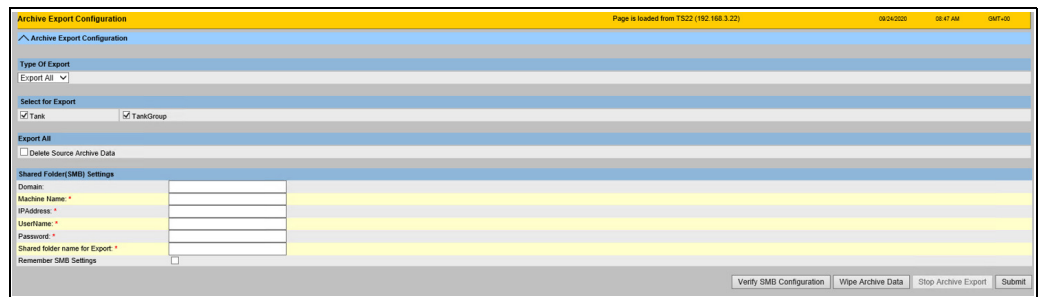 Archive Export Configuration Page is loaded from TS22 (192.168.3.22) 09/24/2020 08:47 AM GMT+00
Archive Export Configuration
Type Of Export
Export All
Select for Export
Tank TankGroup
Export All
Delete Source Archive Data
Shared Folder(SMB) Settings
Domain:
Machine Name: *
IPAddress: *
UserName: *
Password: *
Shared folder name for Export: *
Remember SMB Settings
Verify SMB Configuration Wipe Archive Data Stop Archive Export Submit